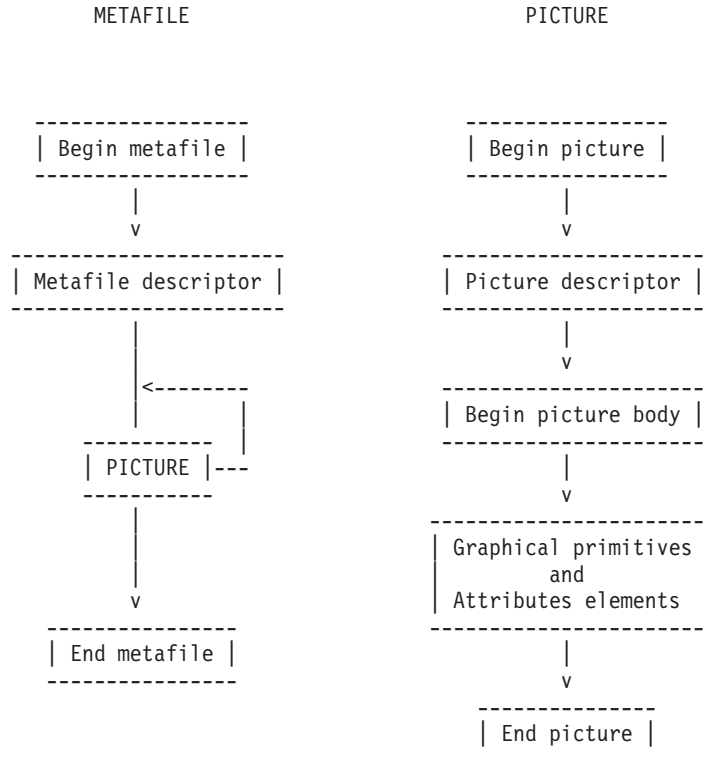 METAFILE
Begin metafile
Metafile descriptor
PICTURE
End metafile
PICTURE
Begin picture
Picture descriptor
Begin picture body
Graphical primitives
and
Attributes elements
End picture